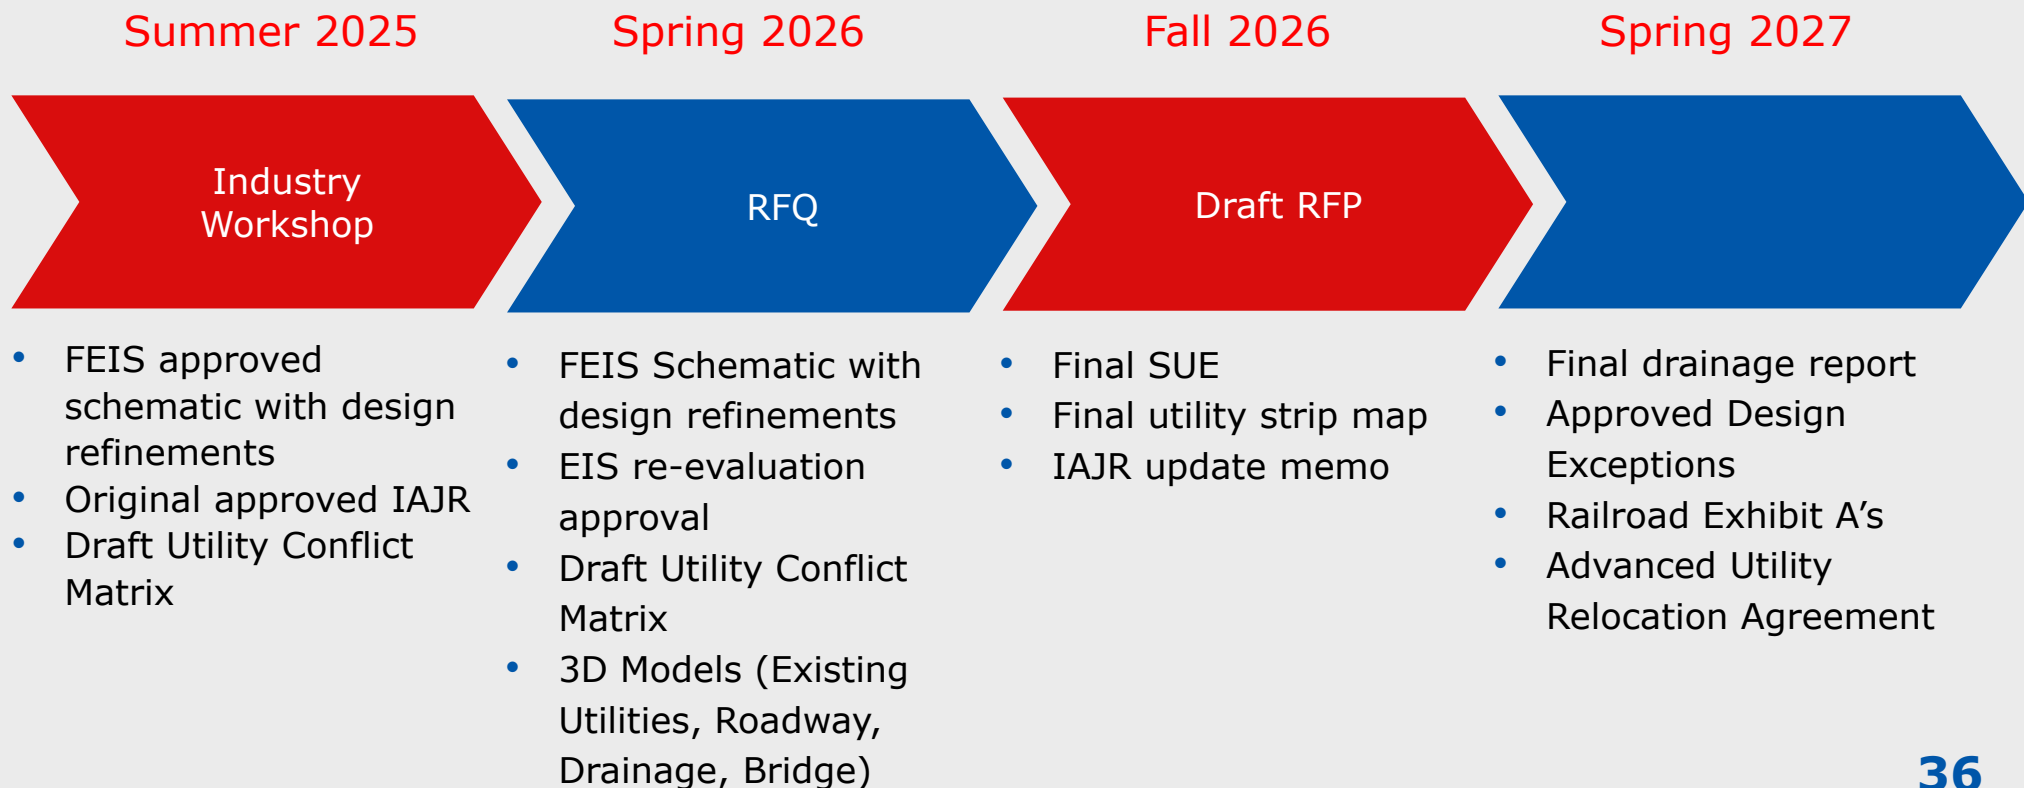 Summer 2025
Spring 2026
Fall 2026
Spring 2027
Industry
Workshop
RFQ
Draft RFP
• FEIS approved
schematic with design
refinements
• Original approved IAJR
• Draft Utility Conflict
Matrix
• FEIS Schematic with
design refinements
• EIS re-evaluation
approval
• Draft Utility Conflict
Matrix
• 3D Models (Existing
Utilities, Roadway,
Drainage, Bridge)
• Final SUE
• Final utility strip map
• IAJR update memo
• Final drainage report
• Approved Design
Exceptions
• Railroad Exhibit A’s
• Advanced Utility
Relocation Agreement
36